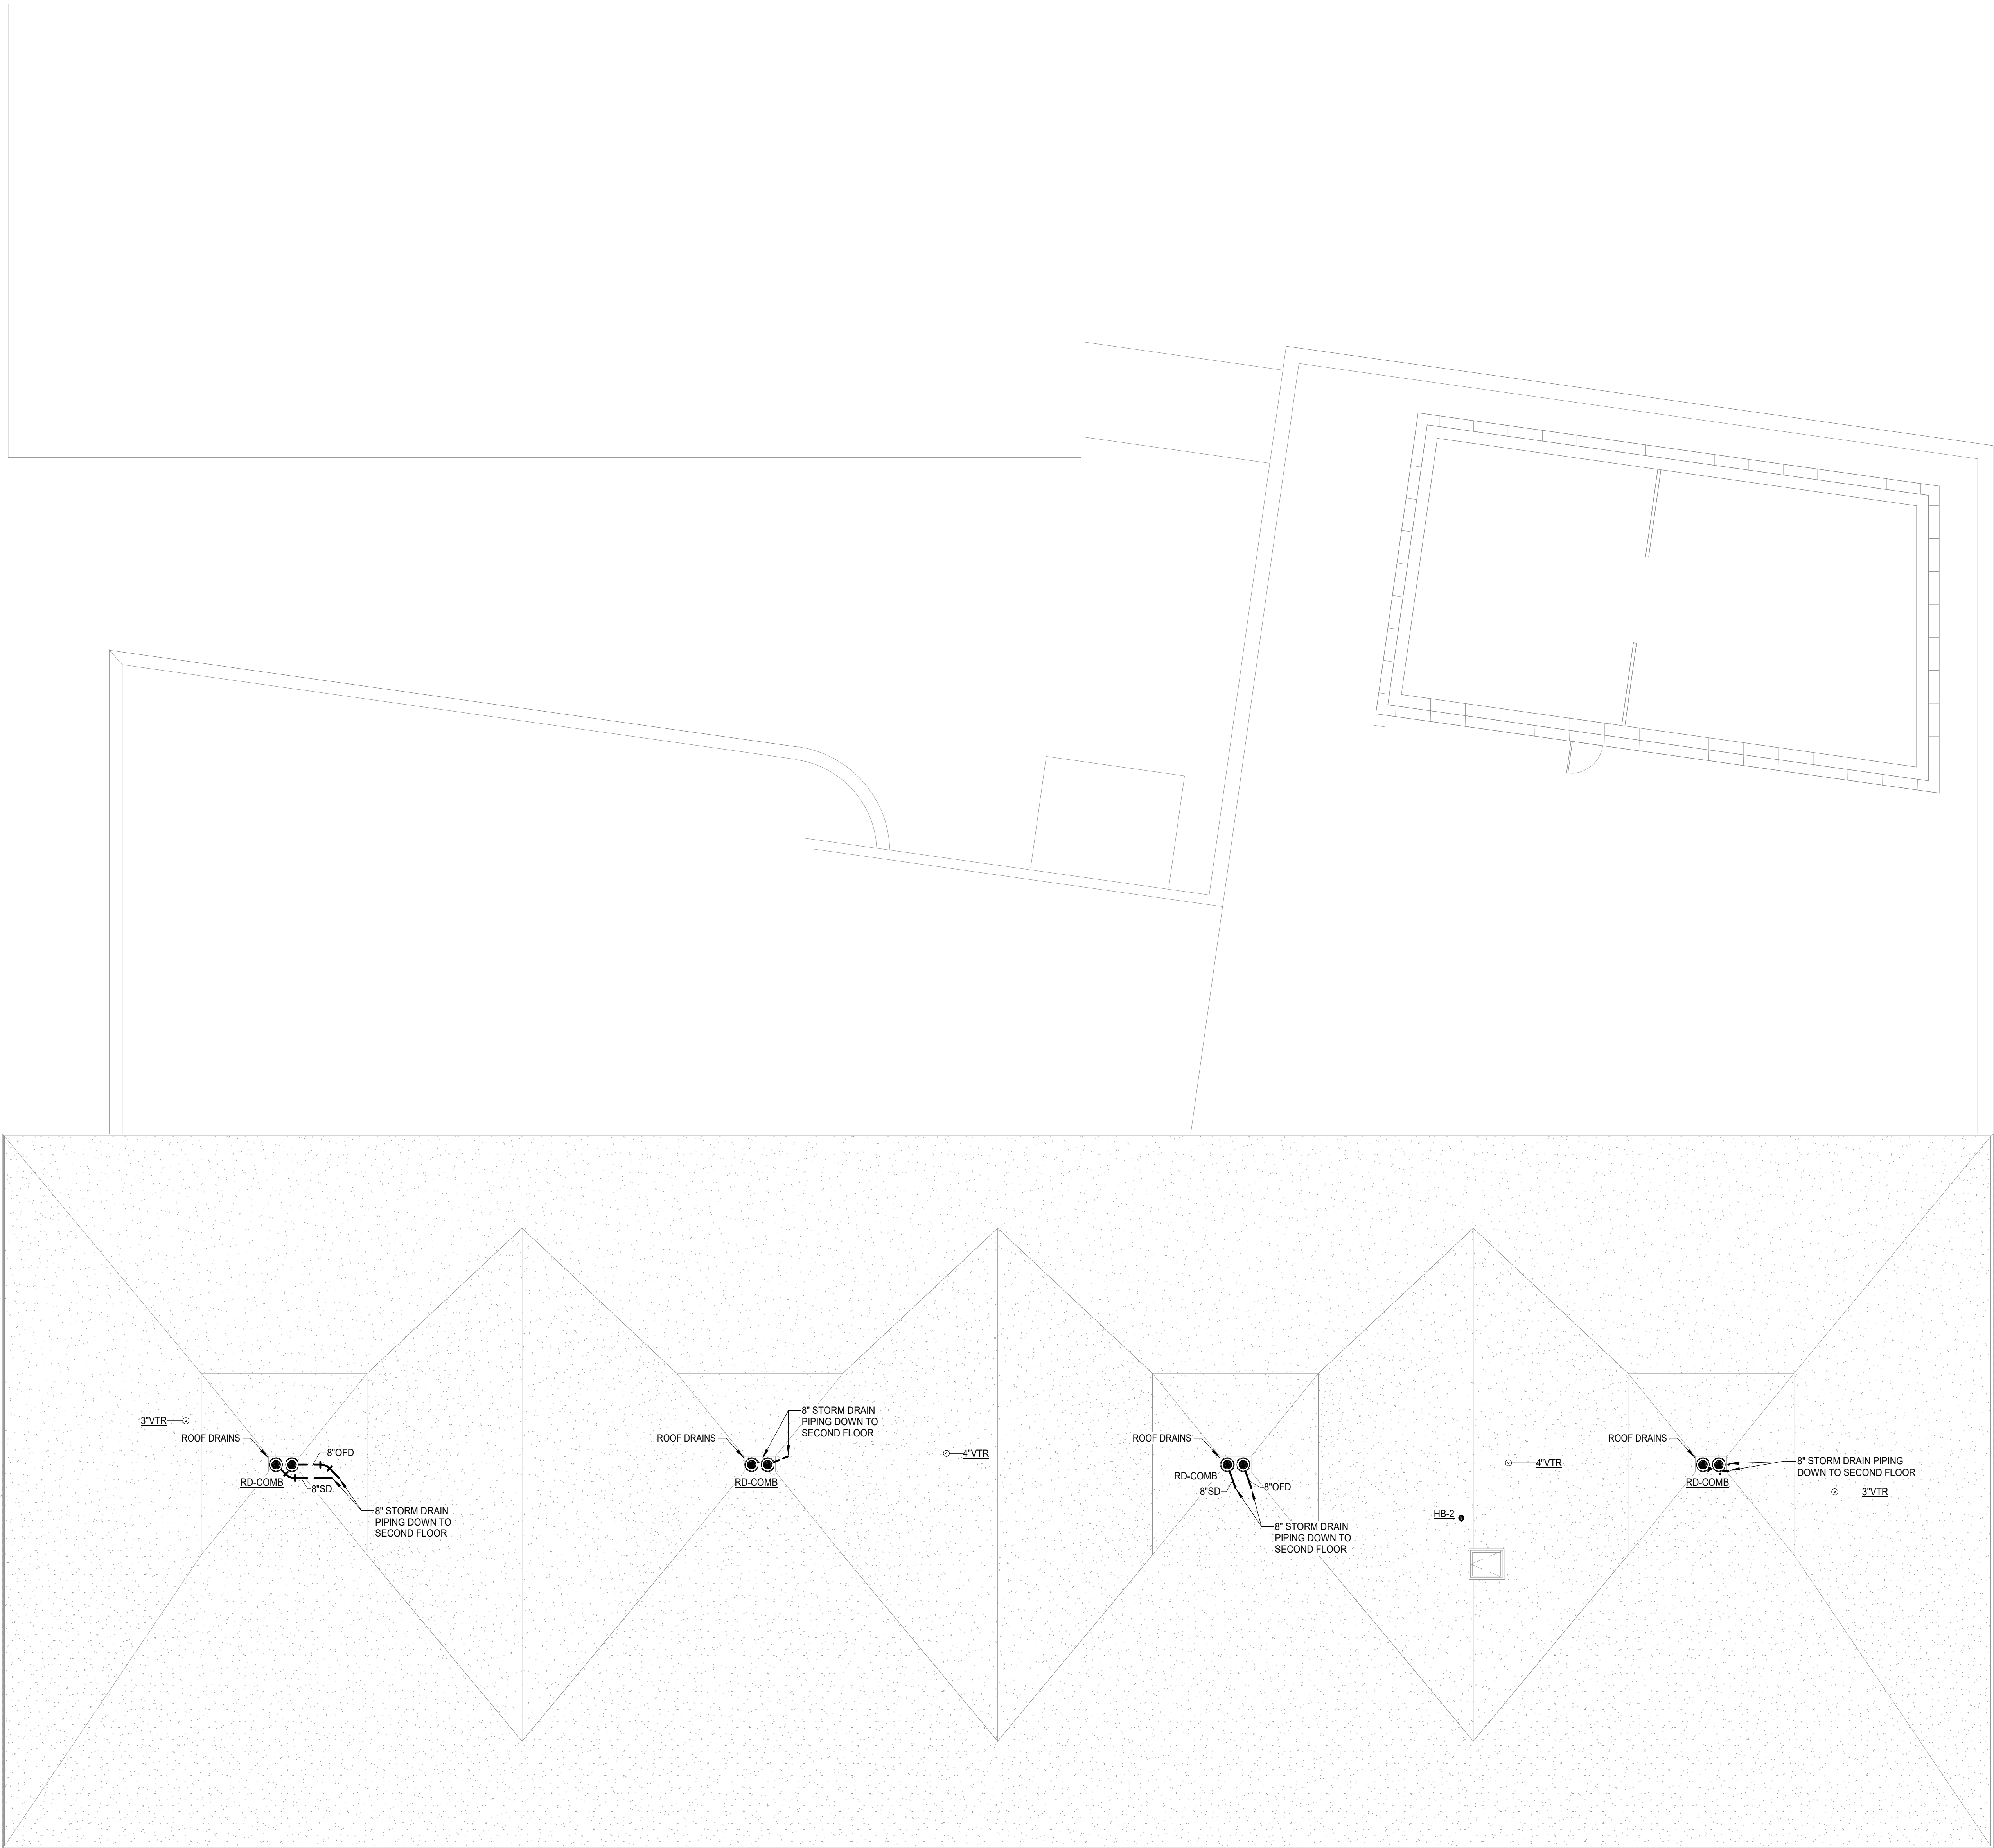 3"VTR
ROOF DRAINS
8"OFD
RD-COMB
8"SD
8" STORM DRAIN
PIPING DOWN TO
SECOND FLOOR
8" STORM DRAIN
PIPING DOWN TO
SECOND FLOOR
ROOF DRAINS
RD-COMB
4"VTR
ROOF DRAINS
RD-COMB
8"SD
8"OFD
8" STORM DRAIN
PIPING DOWN TO
SECOND FLOOR
HB-2
4"VTR
ROOF DRAINS
RD-COMB
8" STORM DRAIN PIPING
DOWN TO SECOND FLOOR
3"VTR